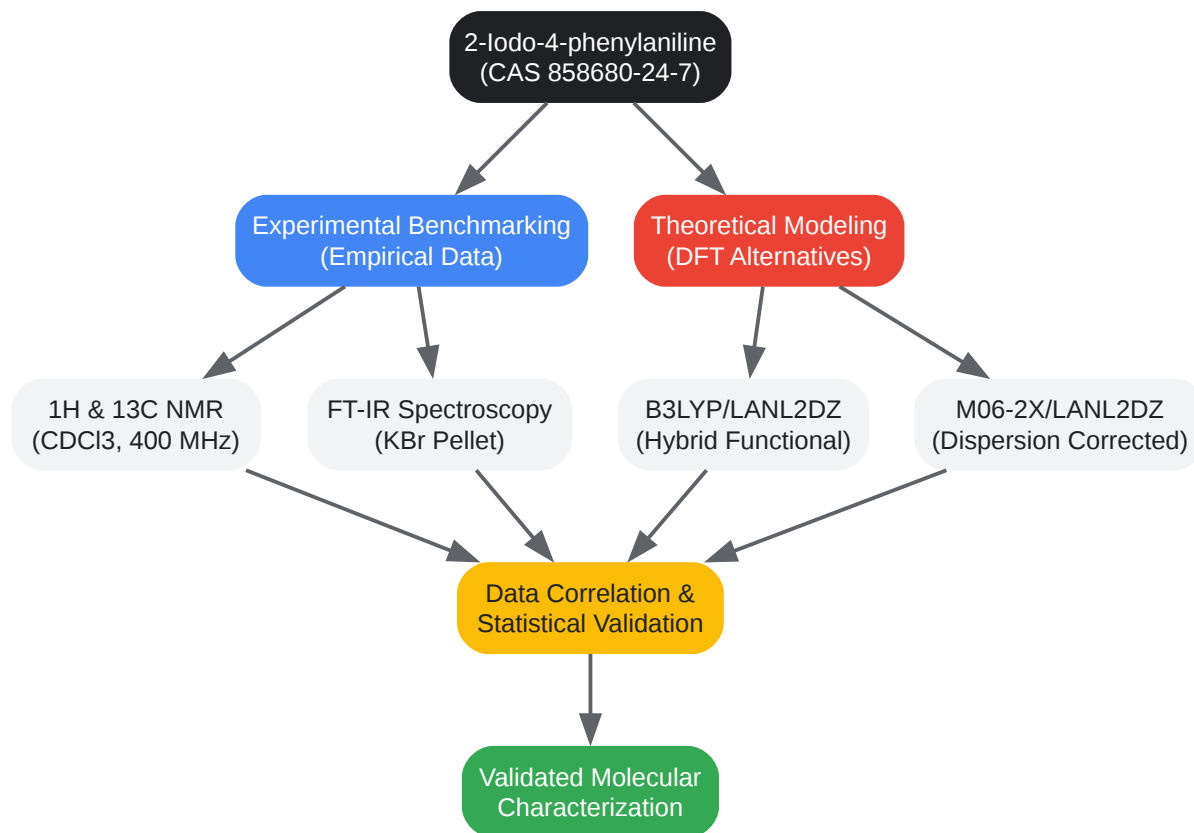 2-Iodo-4-phenylaniline
(CAS 858680-24-7)
Experimental Benchmarking
(Empirical Data)
Theoretical Modeling
(DFT Alternatives)
1H & 13C NMR
(CDCl3, 400 MHz)
FT-IR Spectroscopy
(KBr Pellet)
B3LYP/LANL2DZ
(Hybrid Functional)
M06-2X/LANL2DZ
(Dispersion Corrected)
Data Correlation &
Statistical Validation
Validated Molecular
Characterization